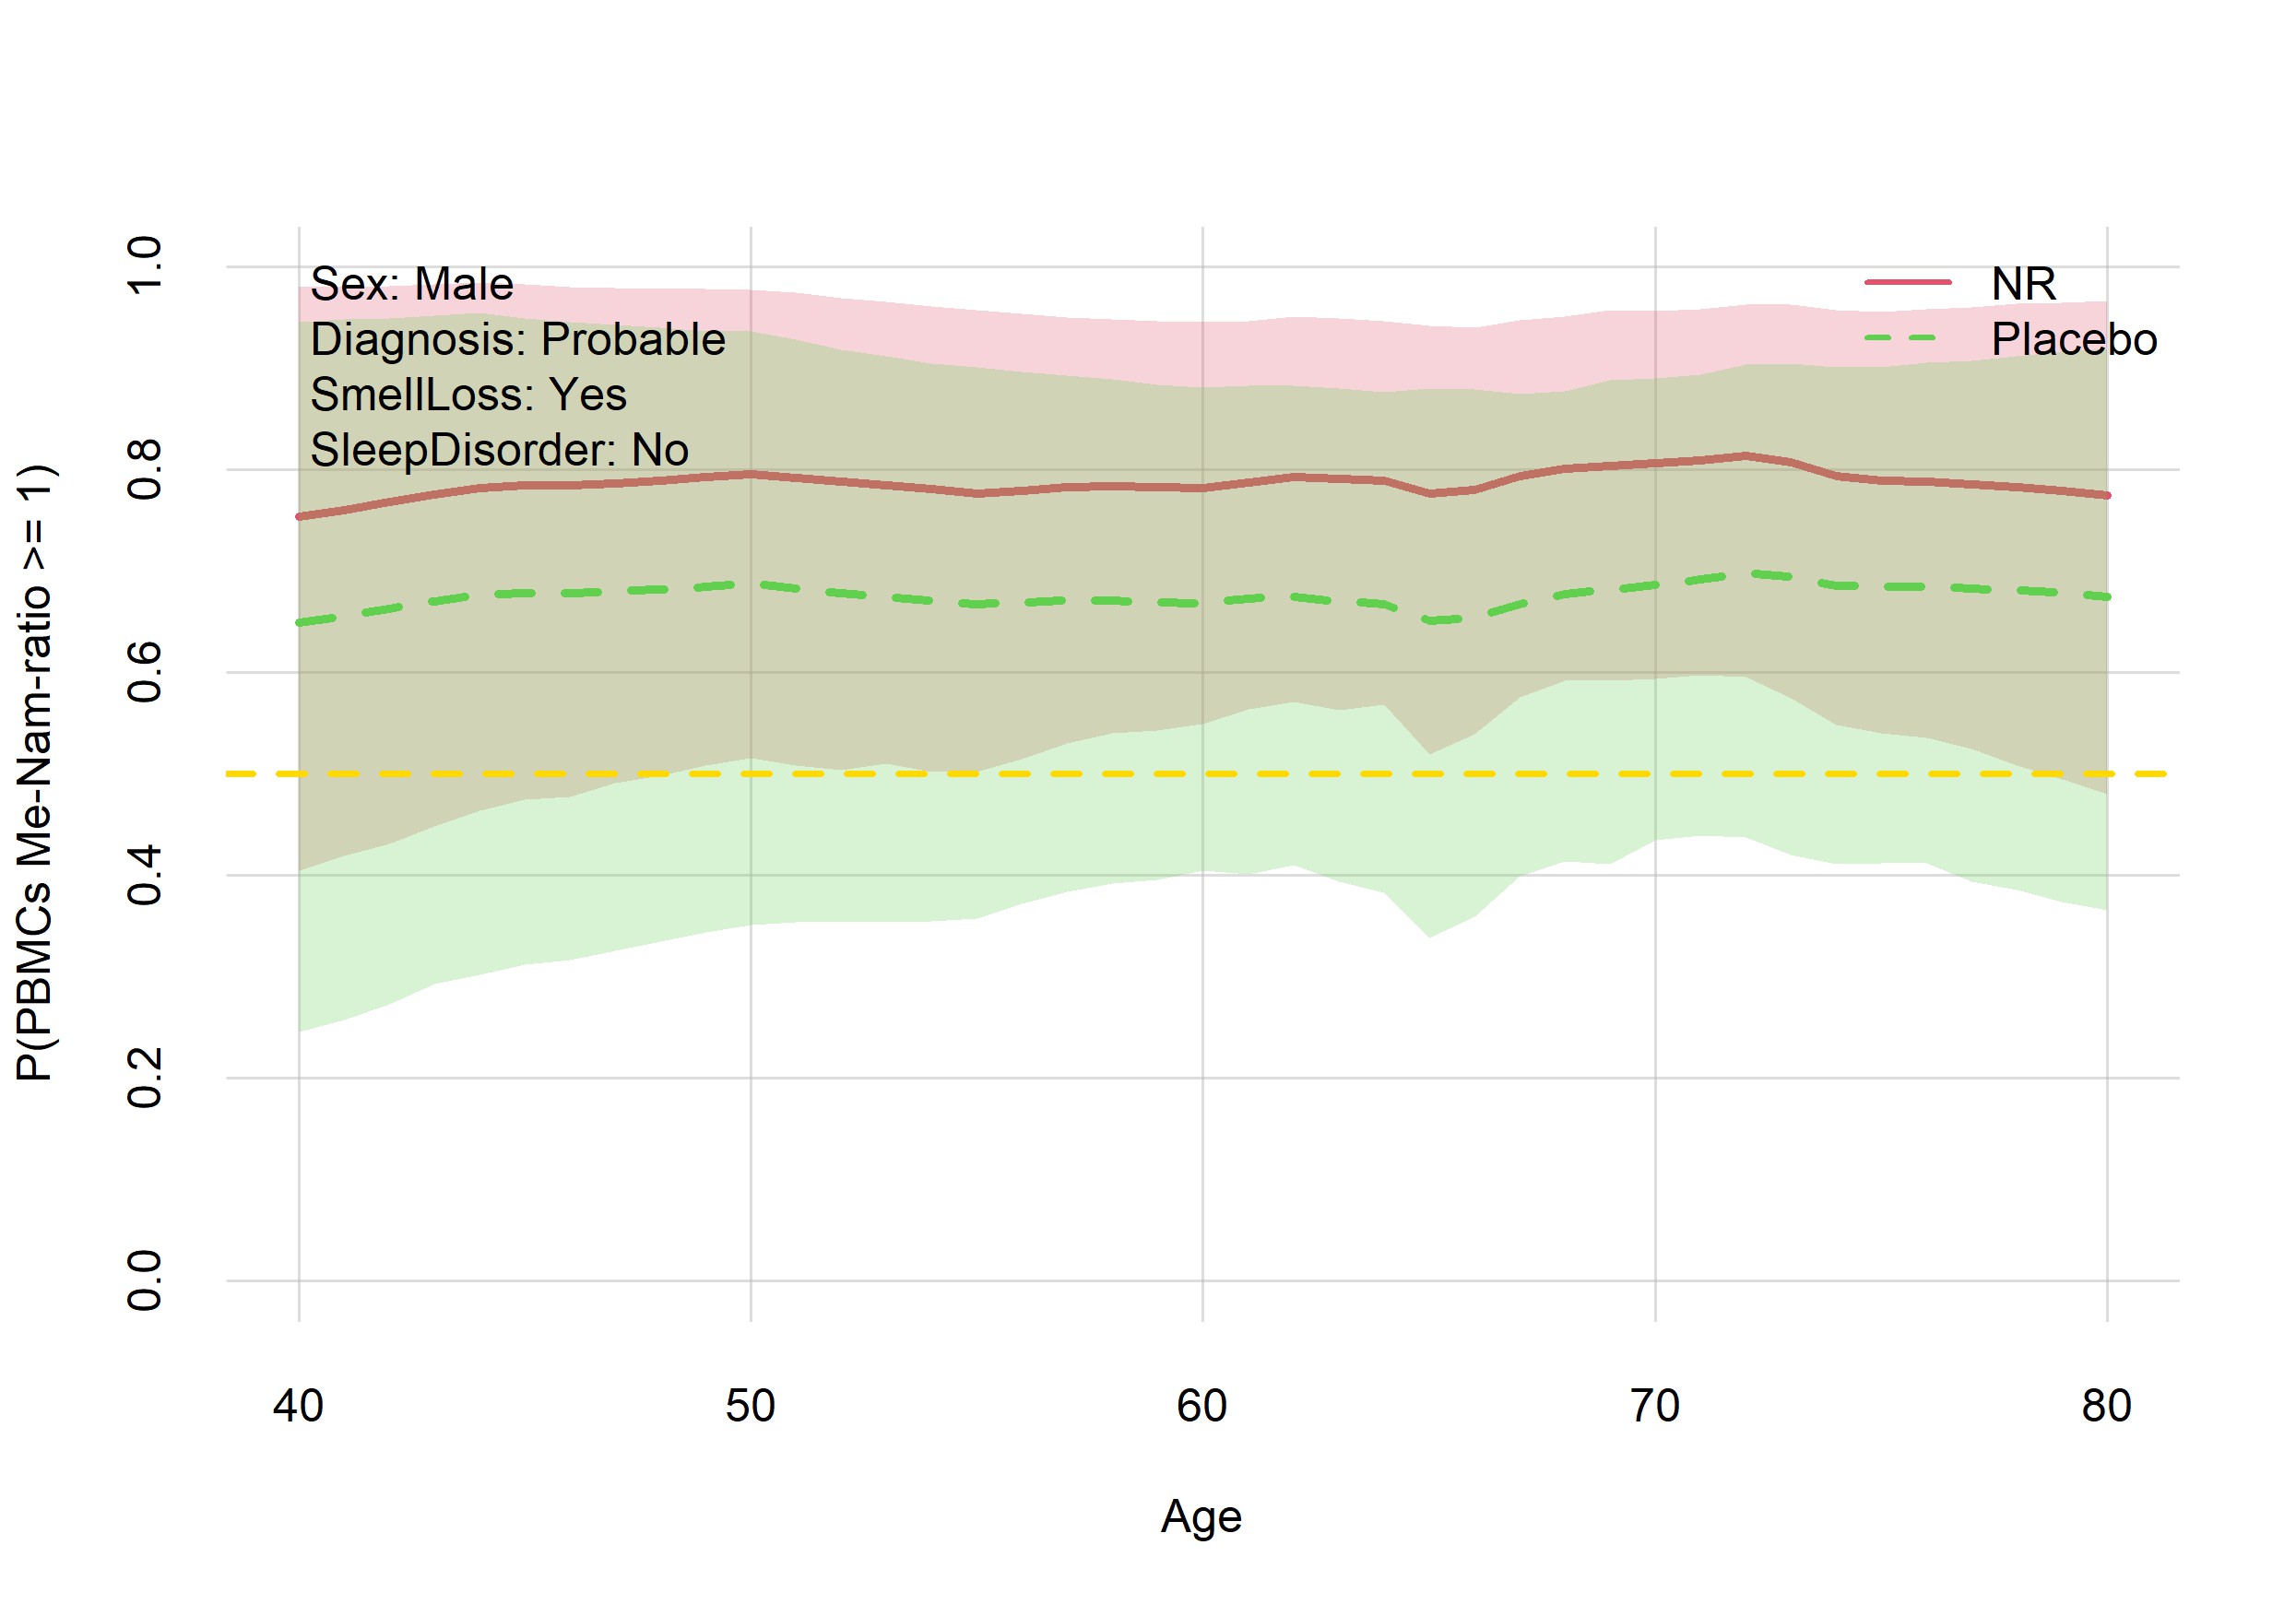 Sex: Male
Diagnosis: Probable
SmellLoss: Yes
SleepDisorder: No
NR
Placebo
P(PBMCs Me-Nam-ratio >= 1)
1.0
0.8
0.6
0.4
0.2
0.0
40 50 60 70 80
Age